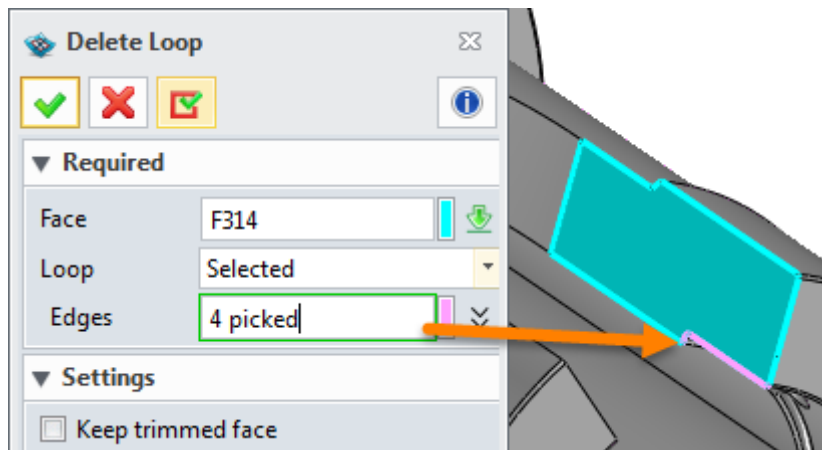 Delete Loop
Required
Face F314
Loop Selected
Edges 4 picked
Settings
Keep trimmed face